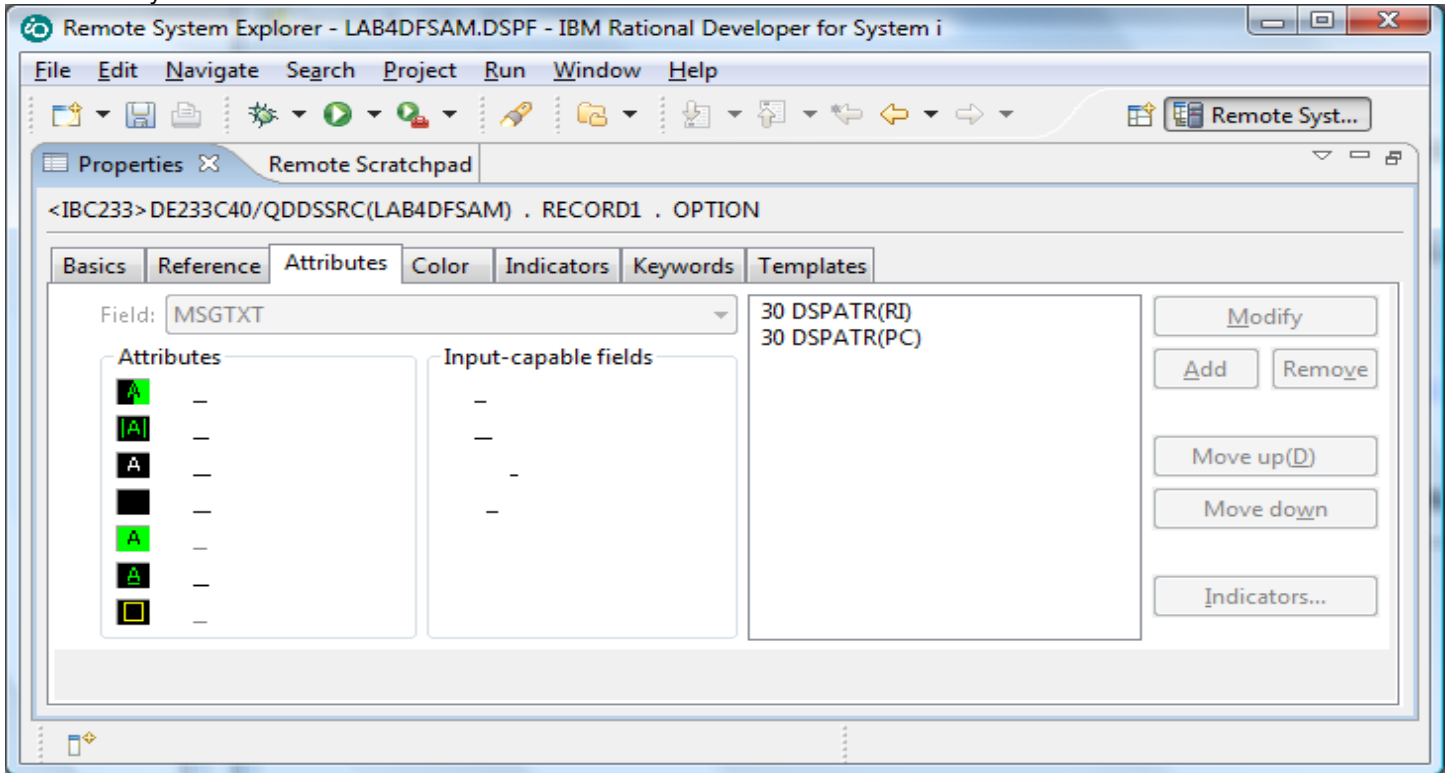 Remote System Explorer - LAB4DFSAM.DSPF - IBM Rational Developer for System i
File Edit Navigate Search Project Run Window Help
Remote Syst...
Properties Remote Scratchpad
<IBC233>DE233C40/QDDSSRC(LAB4DFSAM) . RECORD1 . OPTION
Basics Reference Attributes Color Indicators Keywords Templates
Field: MSGTXT
30 DSPATR(RI)
30 DSPATR(PC)
Modify
Add Remove
Move up(D)
Move down
Indicators...
Attributes
Input-capable fields
A
|A|
A
A
A